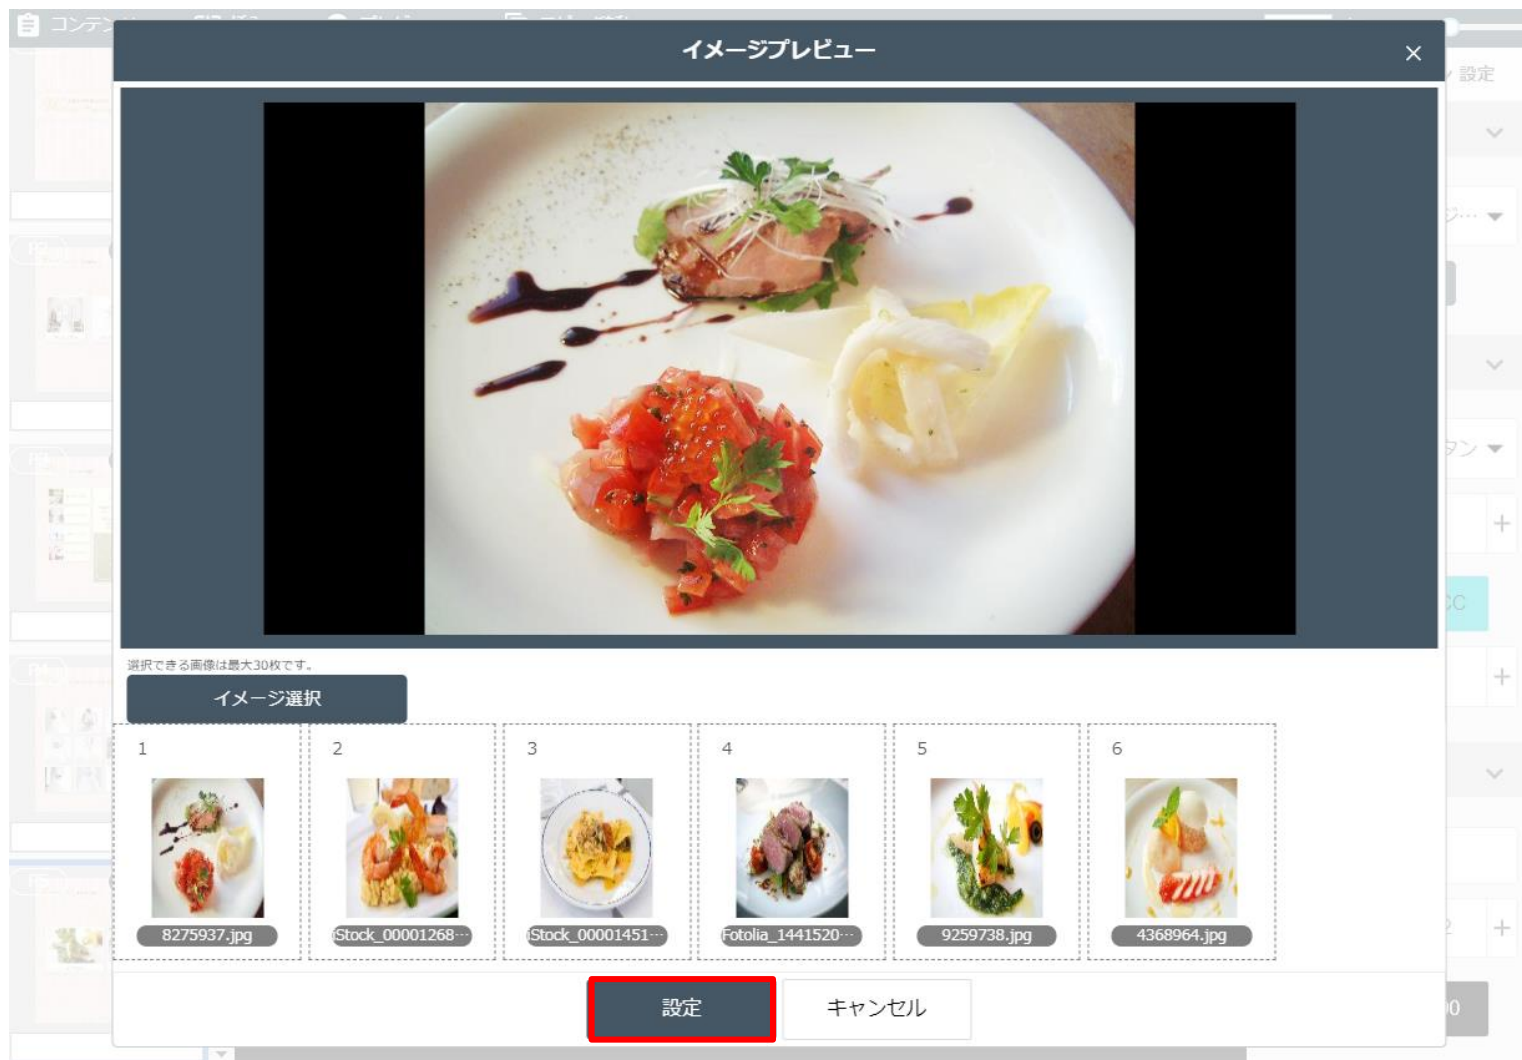 イメージプレビュー
×
設定
選択できる画像は最大30枚です。
イメージ選択
1
2
3
4
5
6
8275937.jpg
iStock_00001268…
iStock_00001451…
Fotolia_1441520…
9259738.jpg
4368964.jpg
設定
キャンセル